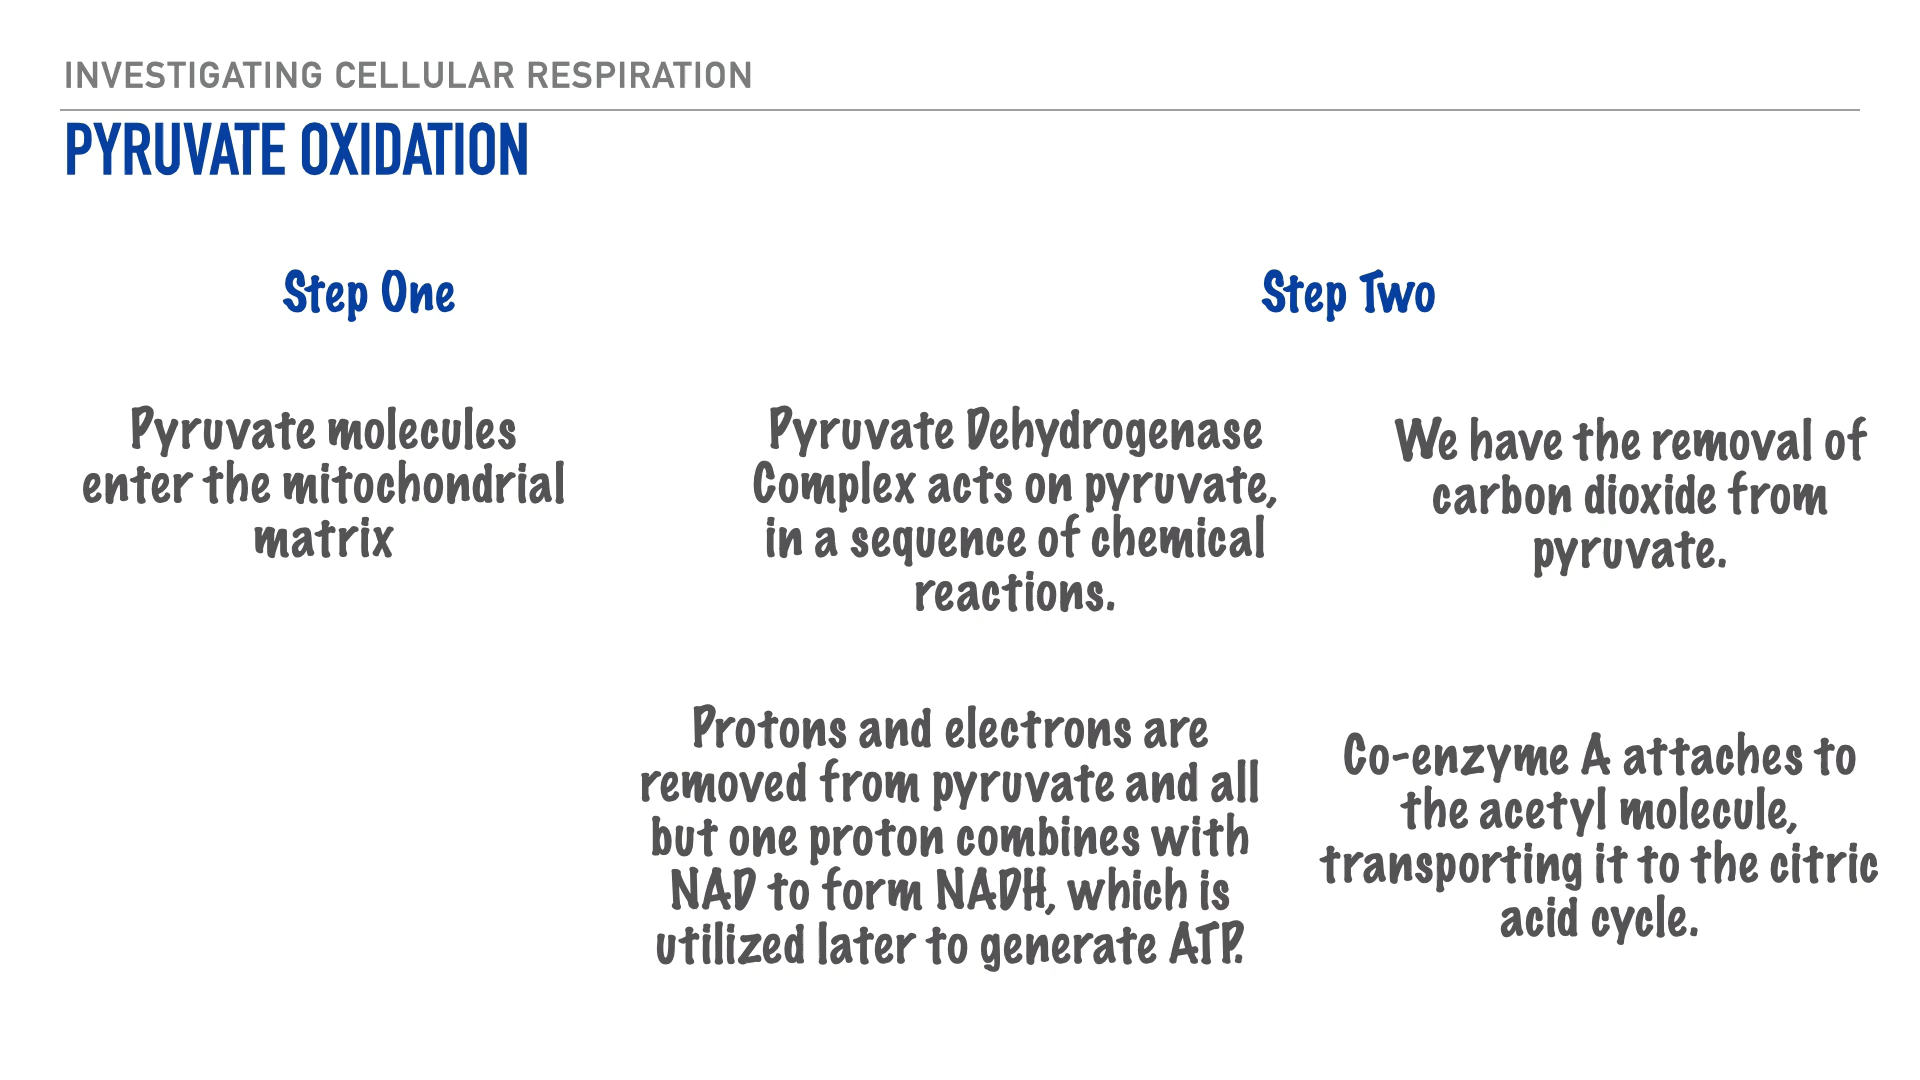 INVESTIGATING CELLULAR RESPIRATION
PYRUVATE OXIDATION
Step One
Pyruvate molecules
enter the mitochondrial
matrix
Step Two
Pyruvate Dehydrogenase
Complex acts on pyruvate,
in a sequence of chemical
reactions.
We have the removal of
carbon dioxide from
pyruvate.
Protons and electrons are
removed from pyruvate and all
but one proton combines with
NAD to form NADH, which is
utilized later to generate ATP.
Co-enzyme A attaches to
the acetyl molecule,
transporting it to the citric
acid cycle.